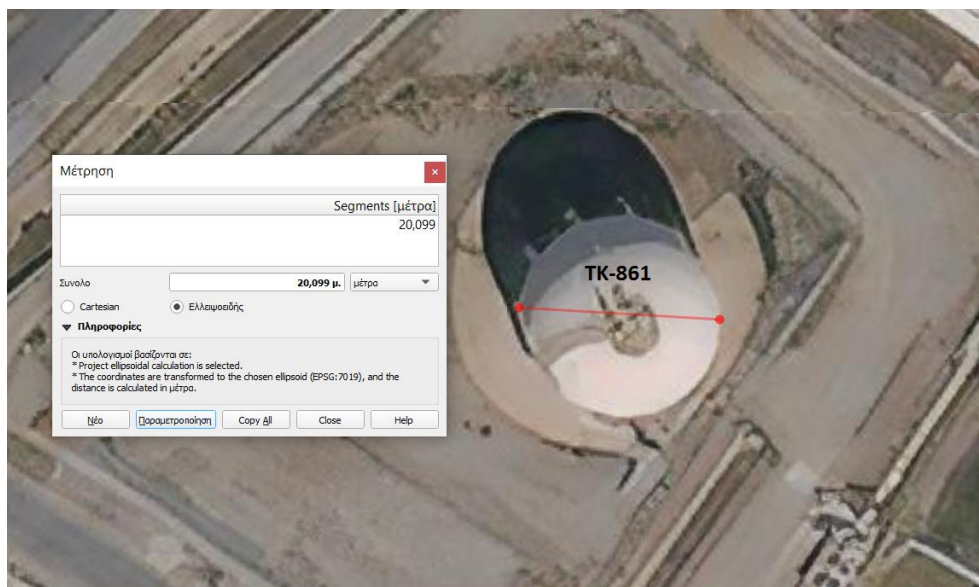 Μέτρηση
Segments [μέτρα]
20,099
Συνολο 20,099 μ. μέτρα
Cartesian Ελλειψοειδής
Πληροφορίες
Οι υπολογισμοί βασίζονται σε:
* Project ellipsoidal calculation is selected.
* The coordinates are transformed to the chosen ellipsoid (EPSG:7019), and the
distance is calculated in μέτρα.
Νέο Παραμετροποίηση Copy All Close Help
TK-861